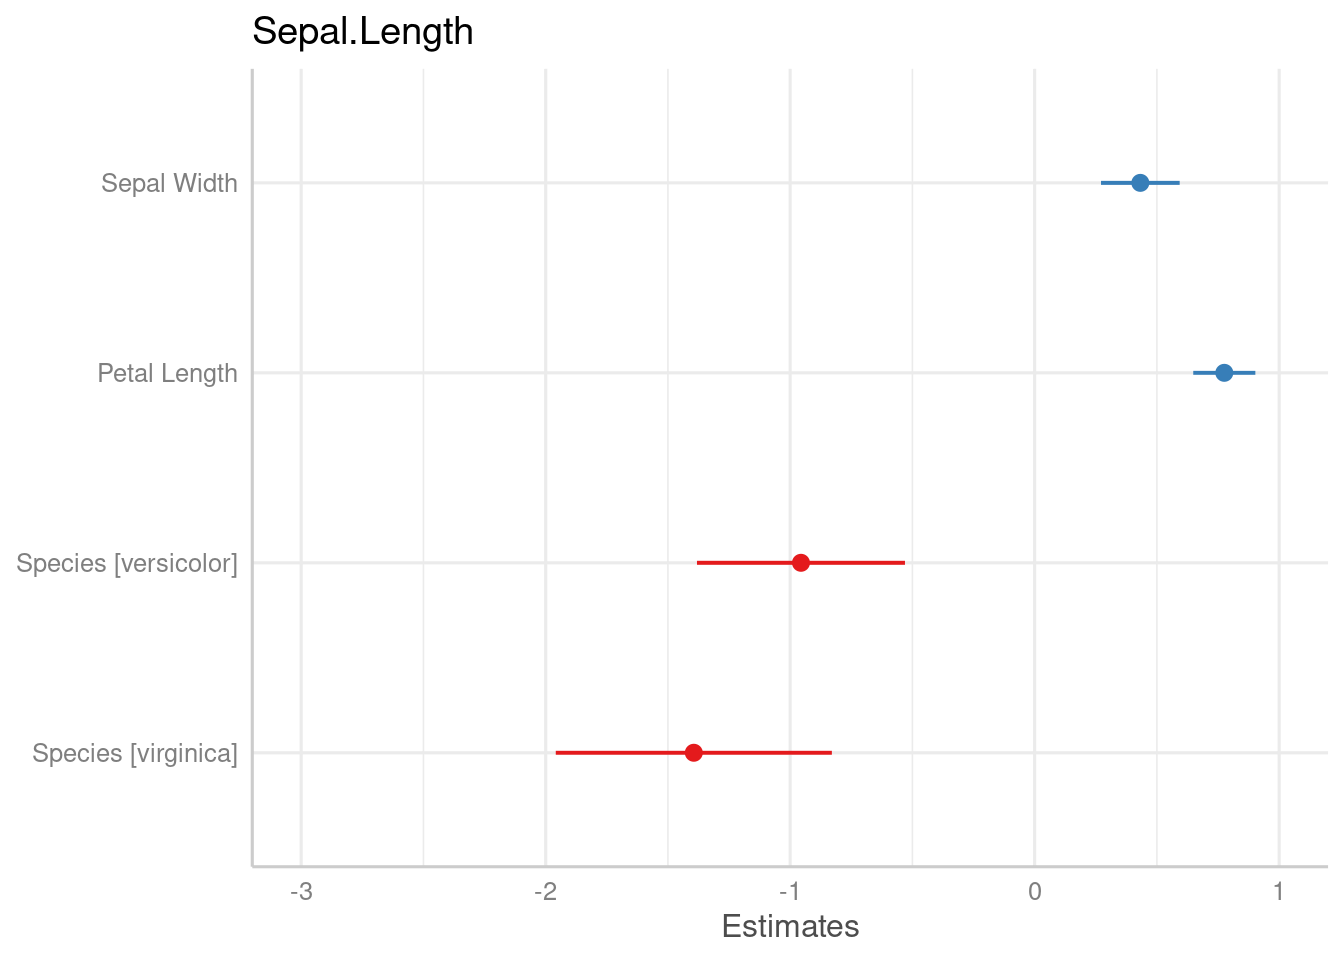 Sepal.Length
Sepal Width
Petal Length
Species [versicolor]
Species [virginica]
-3 -2 -1 0 1
Estimates